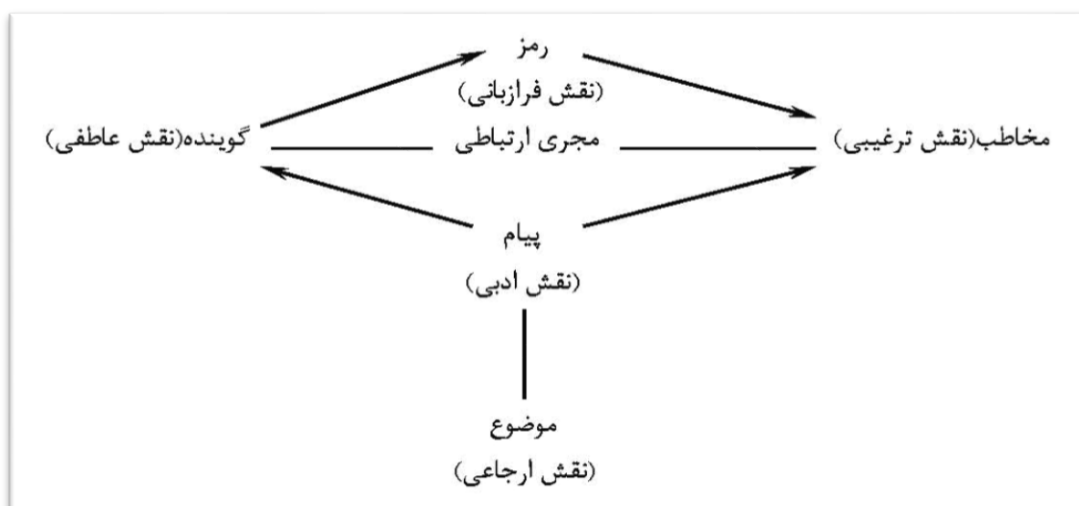 رمز
(نقش فرازبانی)
مخاطب(نقش ترغیبی)
مجری ارتباطی
گوینده(نقش عاطفی)
پیام
(نقش ادبی)
موضوع
(نقش ارجاعی)